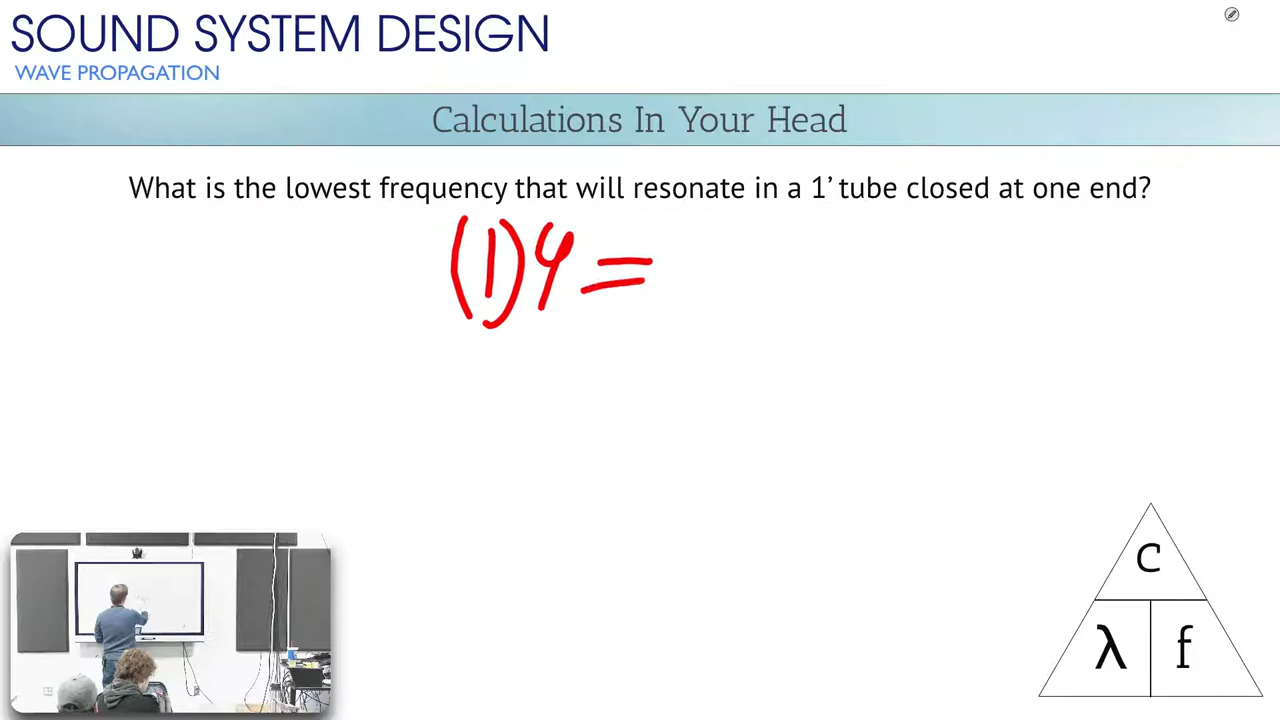 SOUND SYSTEM DESIGN
WAVE PROPAGATION
Calculations In Your Head
What is the lowest frequency that will resonate in a 1’ tube closed at one end?
(1)4=
c
λ f